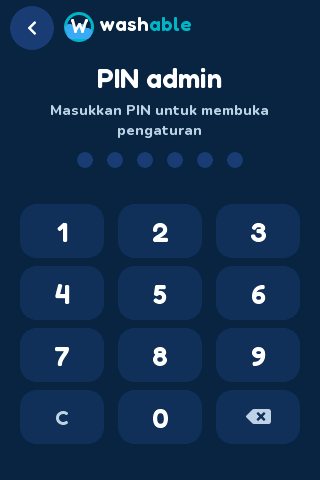 W washable
PIN admin
Masukkan PIN untuk membuka
pengaturan
1 2 3
4 5 6
7 8 9
C 0